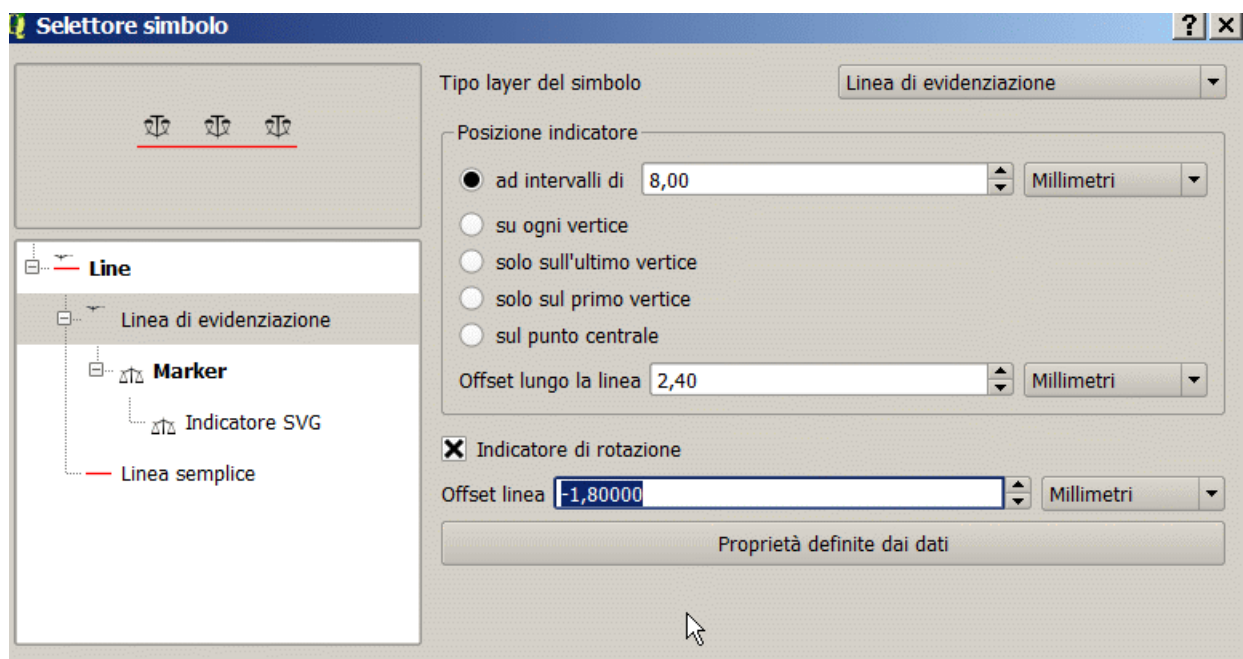 Selettore simbolo
Tipo layer del simbolo Linea di evidenziazione
Posizione indicatore
ad intervalli di 8,00 Millimetri
su ogni vertice
solo sull'ultimo vertice
solo sul primo vertice
sul punto centrale
Offset lungo la linea 2,40 Millimetri
Indicatore di rotazione
Offset linea -1,80000 Millimetri
Proprietà definite dai dati
Line
Linea di evidenziazione
Marker
Indicatore SVG
Linea semplice